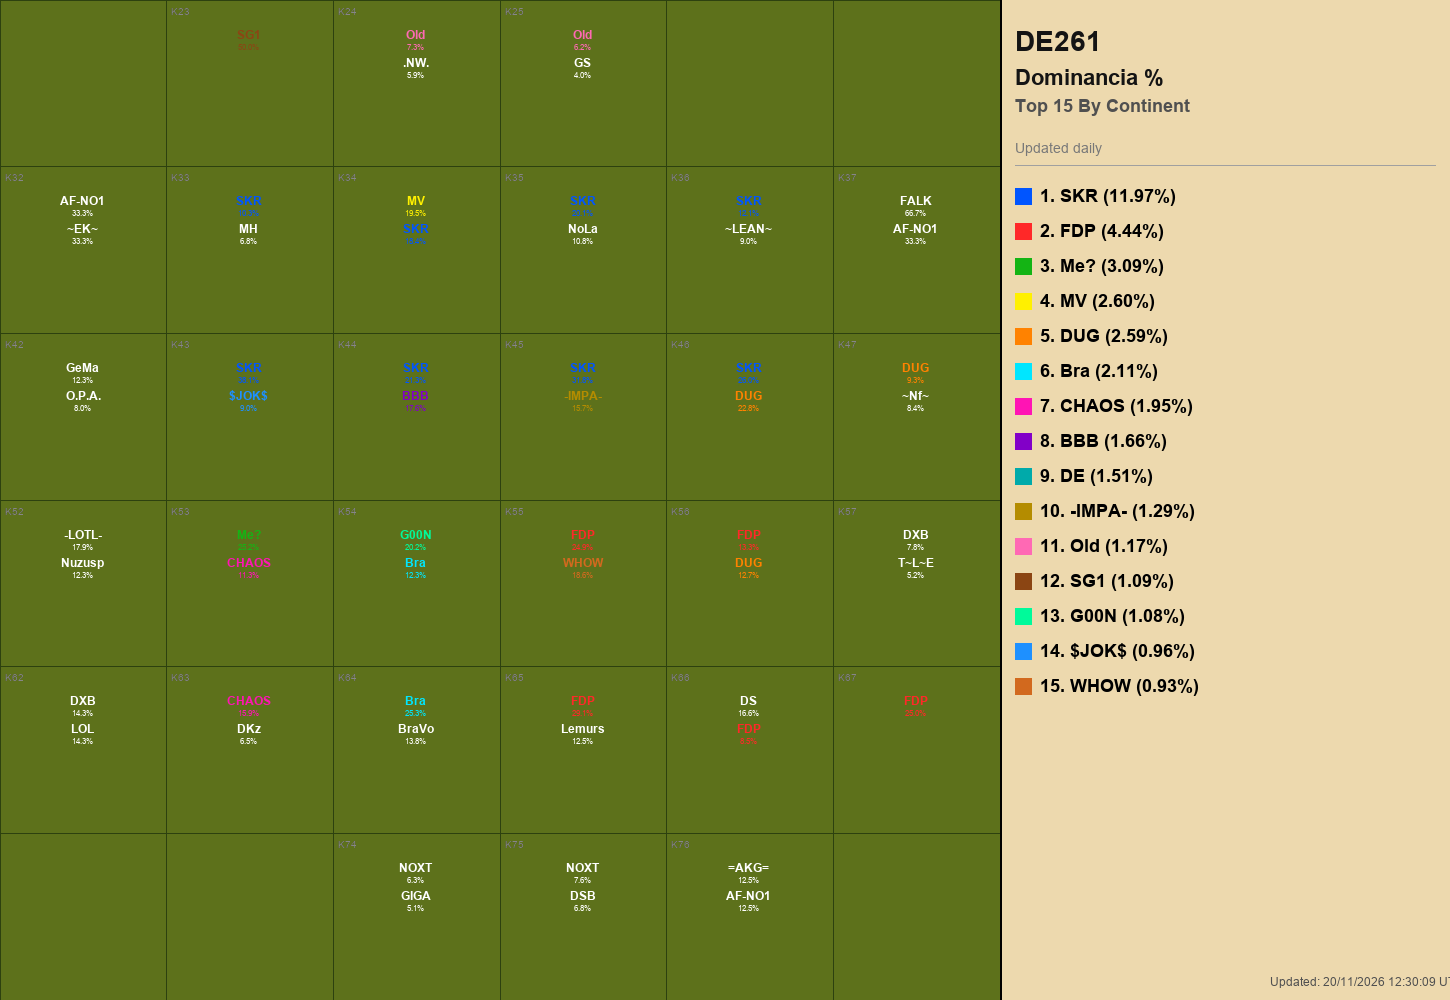 K23
SG1
K24
Old
7.3%
.NW.
5.9%
K25
Old
6.2%
GS
4.0%
K32
AF-NO1
33.3%
~EK~
33.3%
K33
SKR
MH
6.8%
K34
MV
19.5%
SKR
K35
SKR
NoLa
10.8%
K36
SKR
~LEAN~
9.0%
K37
FALK
66.7%
AF-NO1
33.3%
K42
GeMa
12.3%
O.P.A.
8.0%
K43
SKR
$JOK$
K44
SKR
BBB
17.6%
K45
SKR
-IMPA-
15.7%
K46
SKR
DUG
22.8%
K47
DUG
9.3%
~Nf~
8.4%
K52
-LOTL-
17.9%
Nuzusp
12.3%
K53
Me?
CHAOS
K54
G00N
20.2%
Bra
12.3%
K55
FDP
WHOW
K56
FDP
DUG
12.7%
K57
DXB
7.8%
T~L~E
5.2%
K62
DXB
14.3%
LOL
14.3%
K63
CHAOS
DKz
6.5%
K64
Bra
25.3%
BraVo
13.8%
K65
FDP
Lemurs
12.5%
K66
DS
16.6%
FDP
K67
FDP
K74
NOXT
6.3%
GIGA
5.1%
K75
NOXT
7.6%
DSB
6.8%
K76
=AKG=
12.5%
AF-NO1
12.5%
DE261
Dominancia %
Top 15 By Continent
Updated daily
1. SKR (11.97%)
2. FDP (4.44%)
3. Me? (3.09%)
4. MV (2.60%)
5. DUG (2.59%)
6. Bra (2.11%)
7. CHAOS (1.95%)
8. BBB (1.66%)
9. DE (1.51%)
10. -IMPA- (1.29%)
11. Old (1.17%)
12. SG1 (1.09%)
13. G00N (1.08%)
14. $JOK$ (0.96%)
15. WHOW (0.93%)
Updated: 20/11/2026 12:30:09